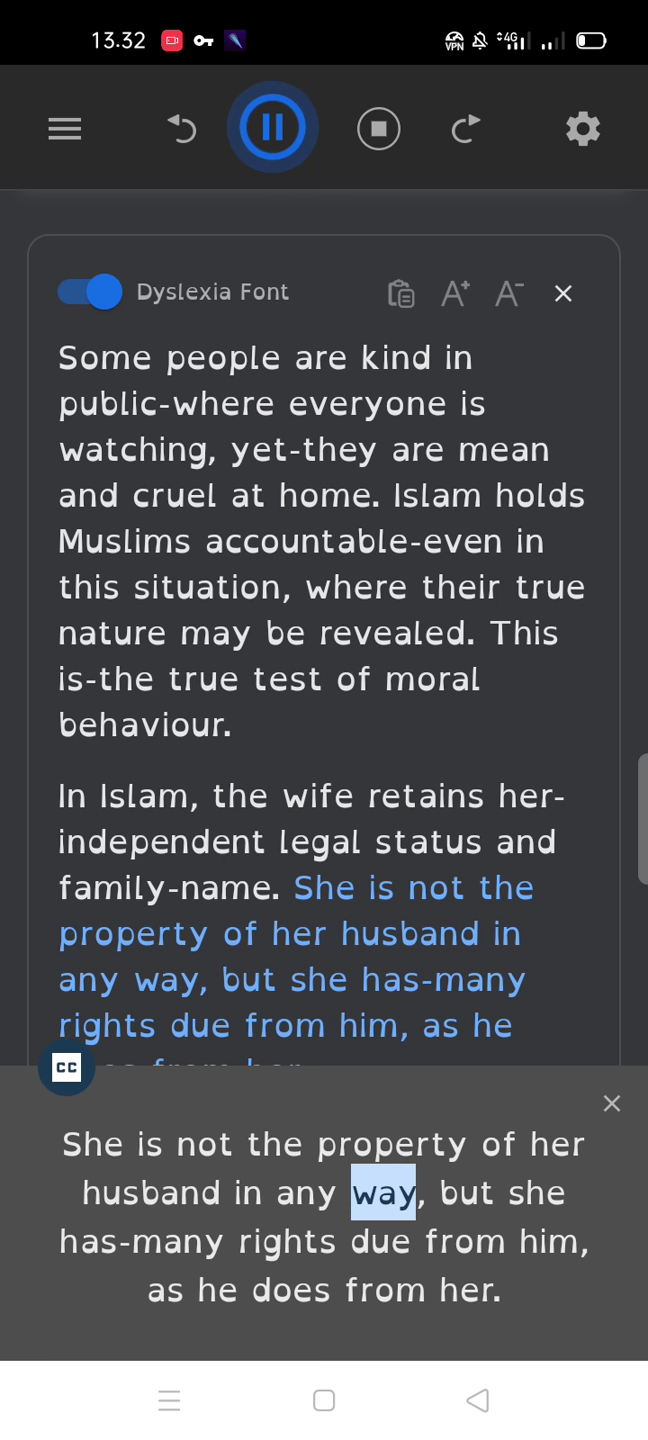 13.32
VPN
4G
Dyslexia Font
A+
A-
Some people are kind in
public-where everyone is
watching, yet-they are mean
and cruel at home. Islam holds
Muslims accountable-even in
this situation, where their true
nature may be revealed. This
is-the true test of moral
behaviour.
In Islam, the wife retains her-
independent legal status and
family-name. She is not the
property of her husband in
any way, but she has-many
rights due from him, as he
CC
She is not the property of her
husband in any way, but she
has-many rights due from him,
as he does from her.